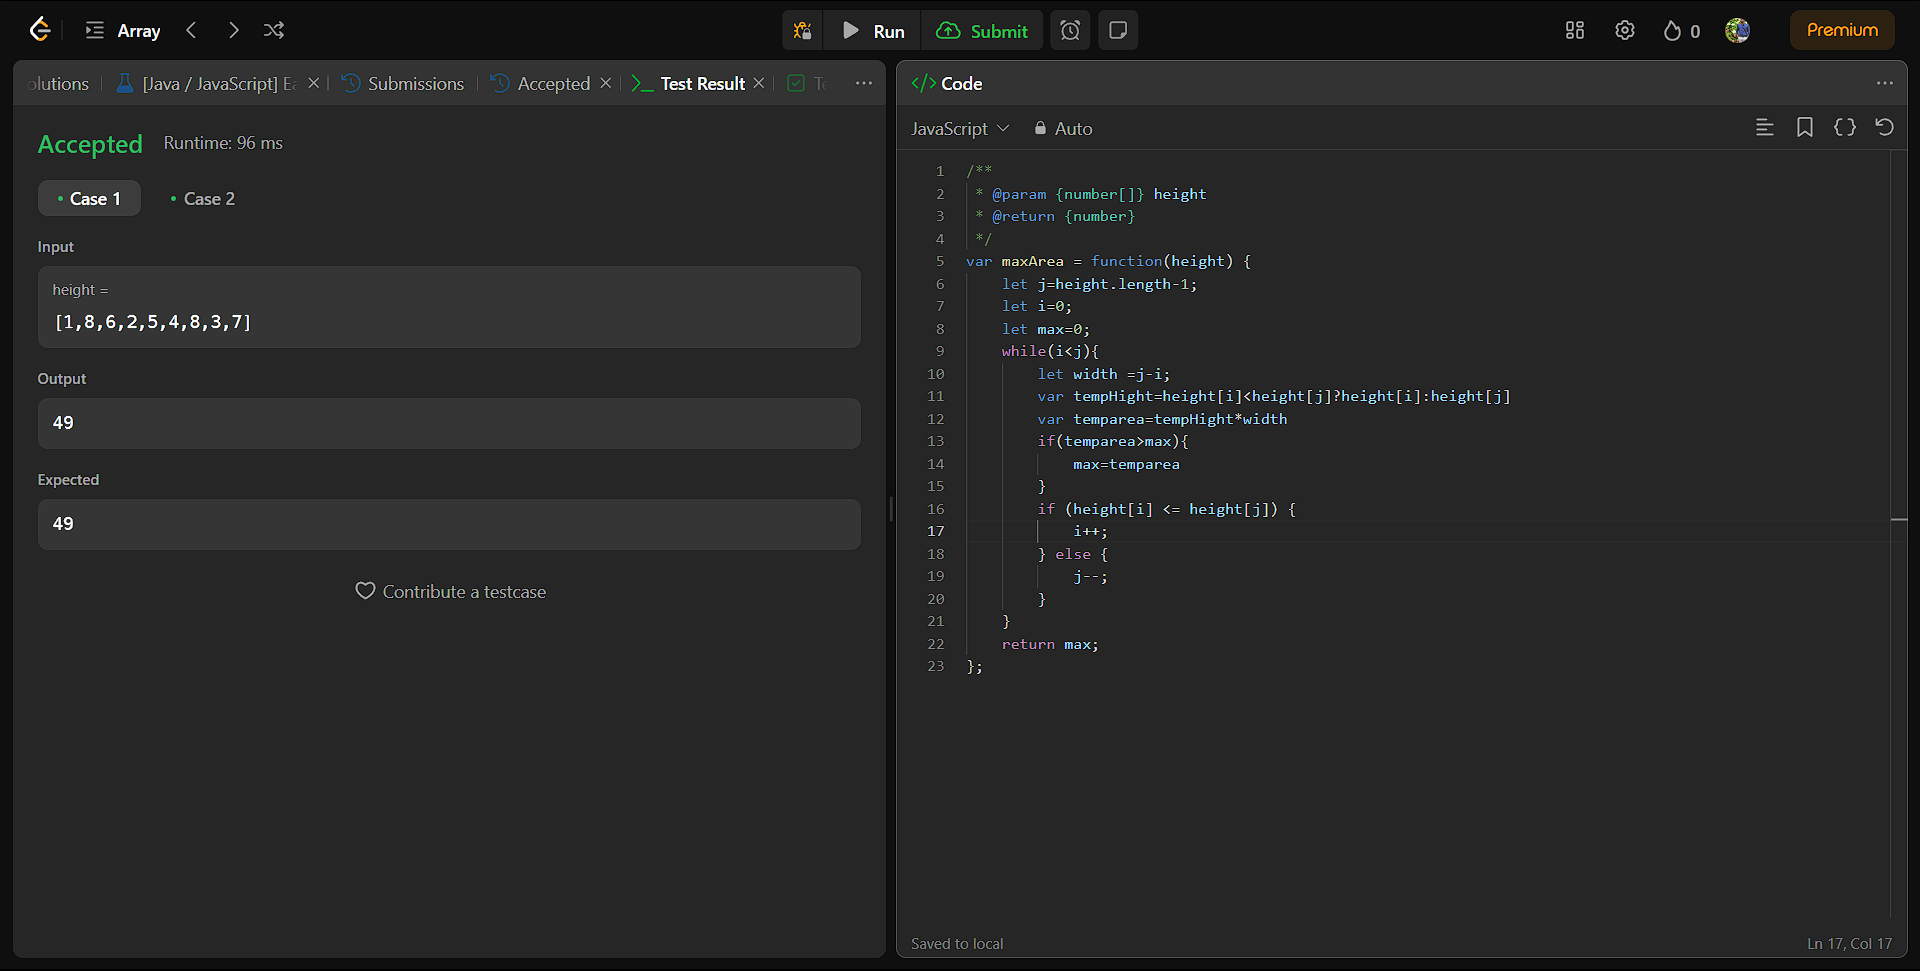 Array
Run
Submit
0
Premium
olutions
[Java / JavaScript] Ea
Submissions
Accepted
Test Result
Te
Accepted
Runtime: 96 ms
Case 1
Case 2
Input
height =
[1,8,6,2,5,4,8,3,7]
Output
49
Expected
49
Contribute a testcase
</> Code
JavaScript
Auto
1 /**
2  * @param {number[]} height
3  * @return {number}
4  */
5 var maxArea = function(height) {
6     let j=height.length-1;
7     let i=0;
8     let max=0;
9     while(i<j){
10         let width =j-i;
11         var tempHight=height[i]<height[j]?height[i]:height[j]
12         var temparea=tempHight*width
13         if(temparea>max){
14             max=temparea
15         }
16         if (height[i] <= height[j]) {
17             i++;
18         } else {
19             j--;
20         }
21     }
22     return max;
23 };
Saved to local
Ln 17, Col 17